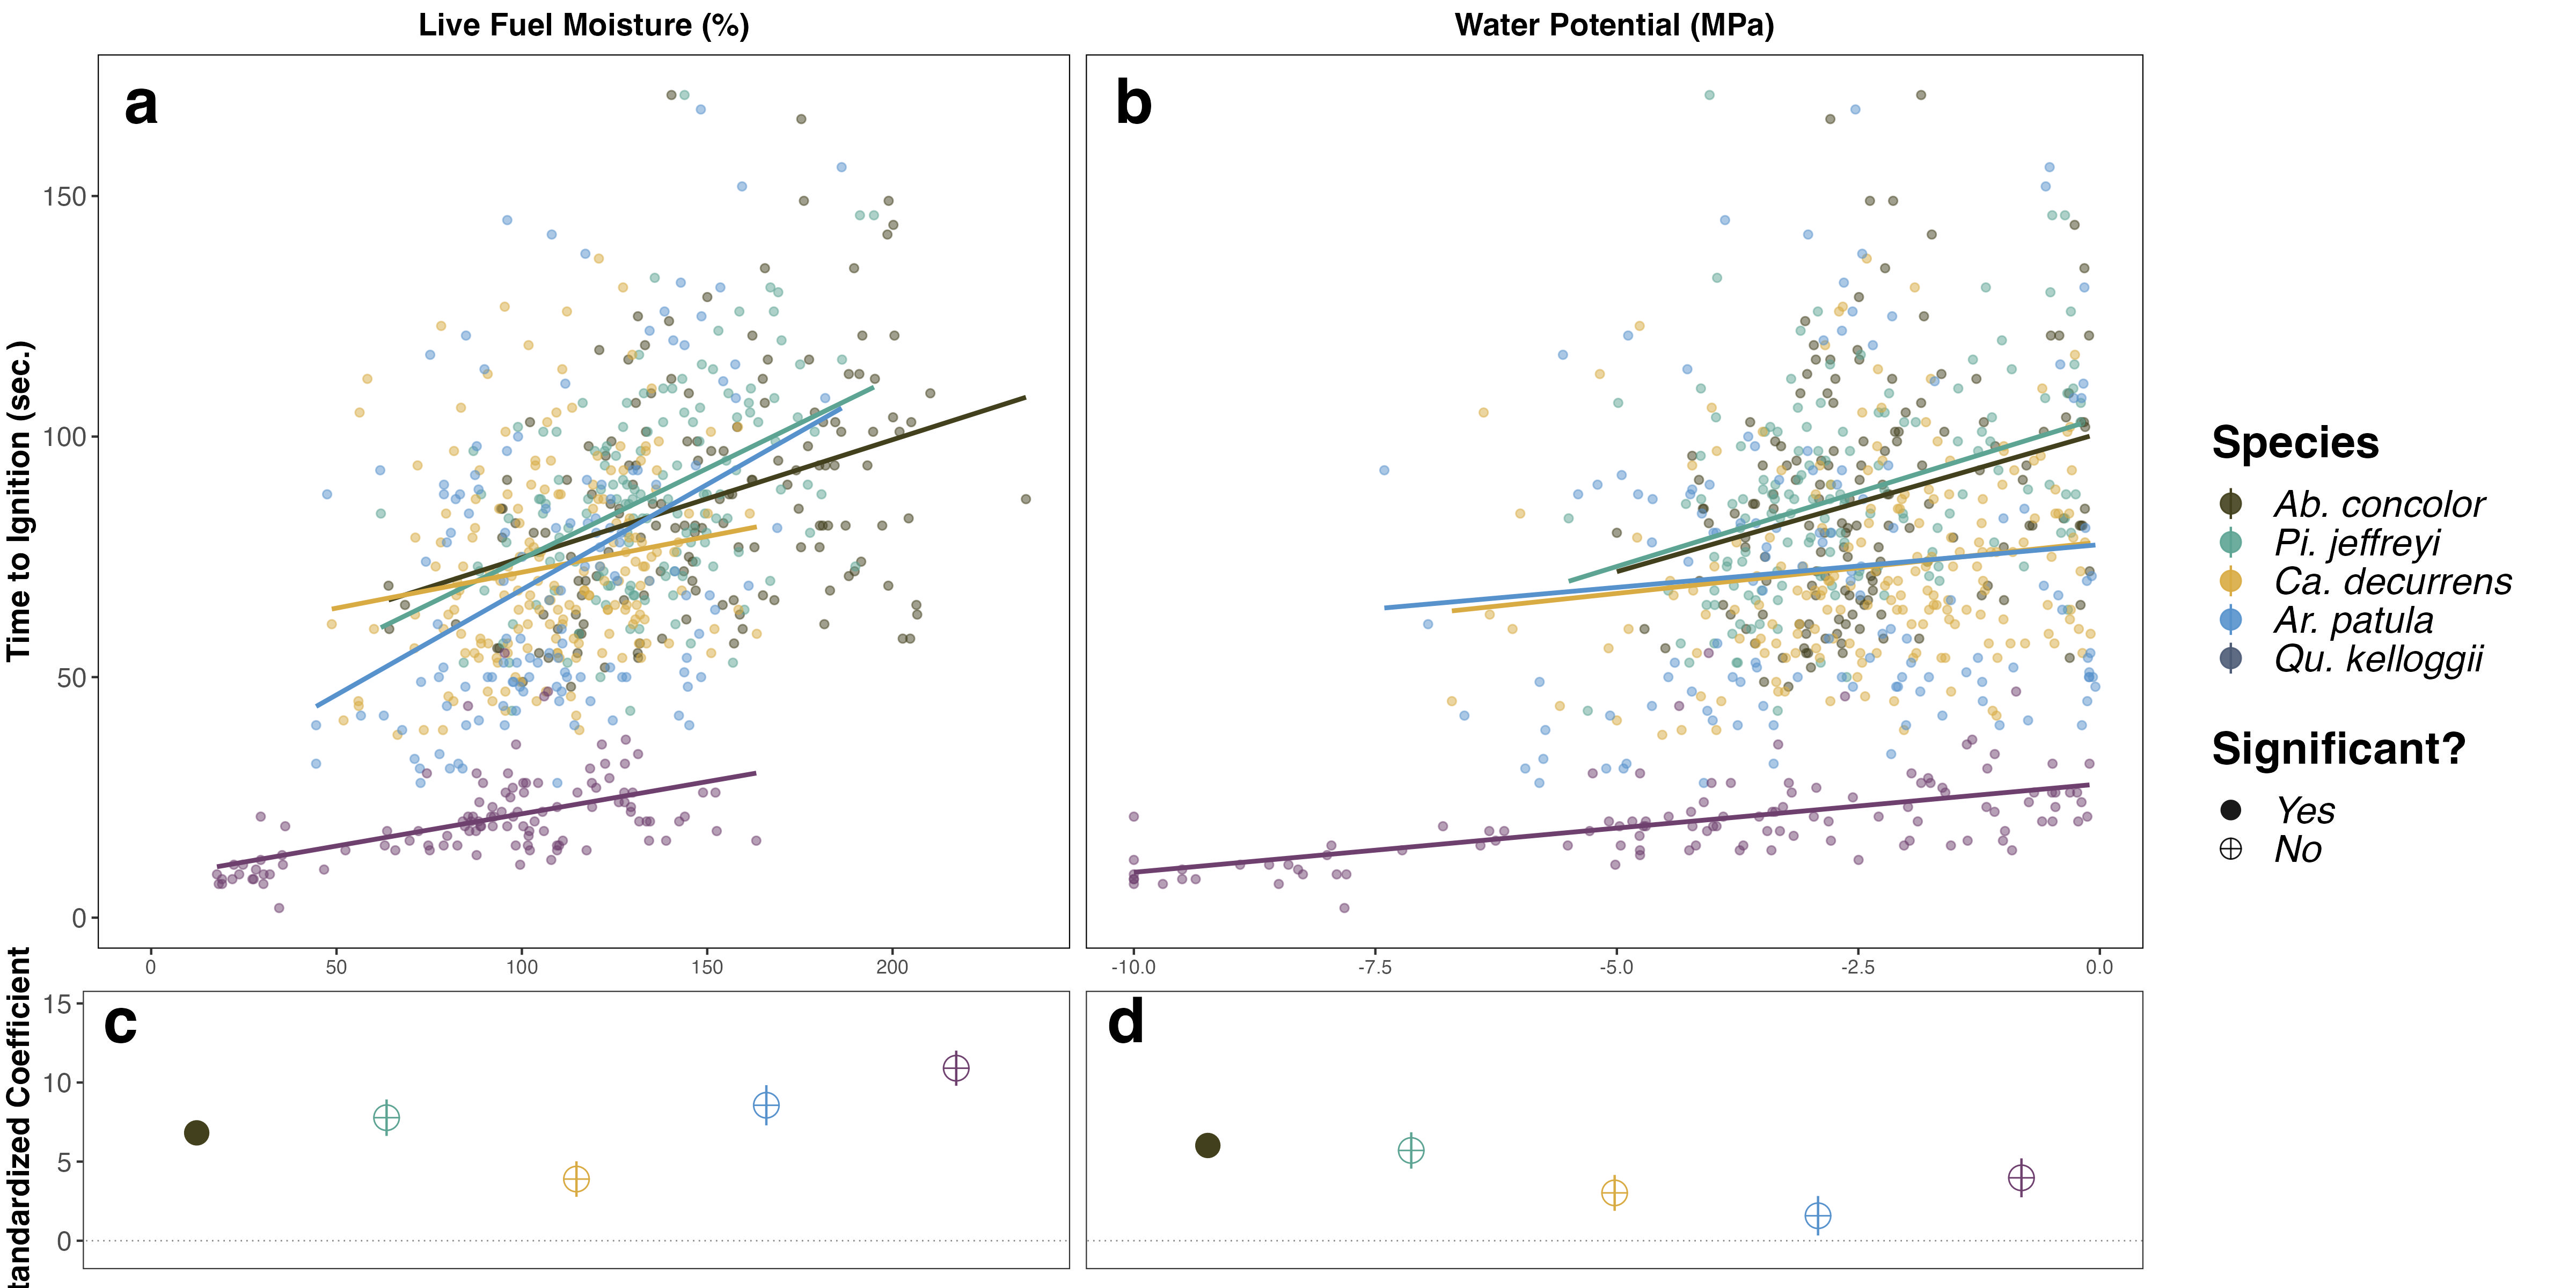 Live Fuel Moisture (%)
Water Potential (MPa)
a
b
Time to Ignition (sec.)
150
100
50
0
0
50
100
150
200
-10.0
-7.5
-5.0
-2.5
0.0
c
d
tandardized Coefficient
15
10
5
0
Species
Ab. concolor
Pi. jeffreyi
Ca. decurrens
Ar. patula
Qu. kelloggii
Significant?
Yes
No